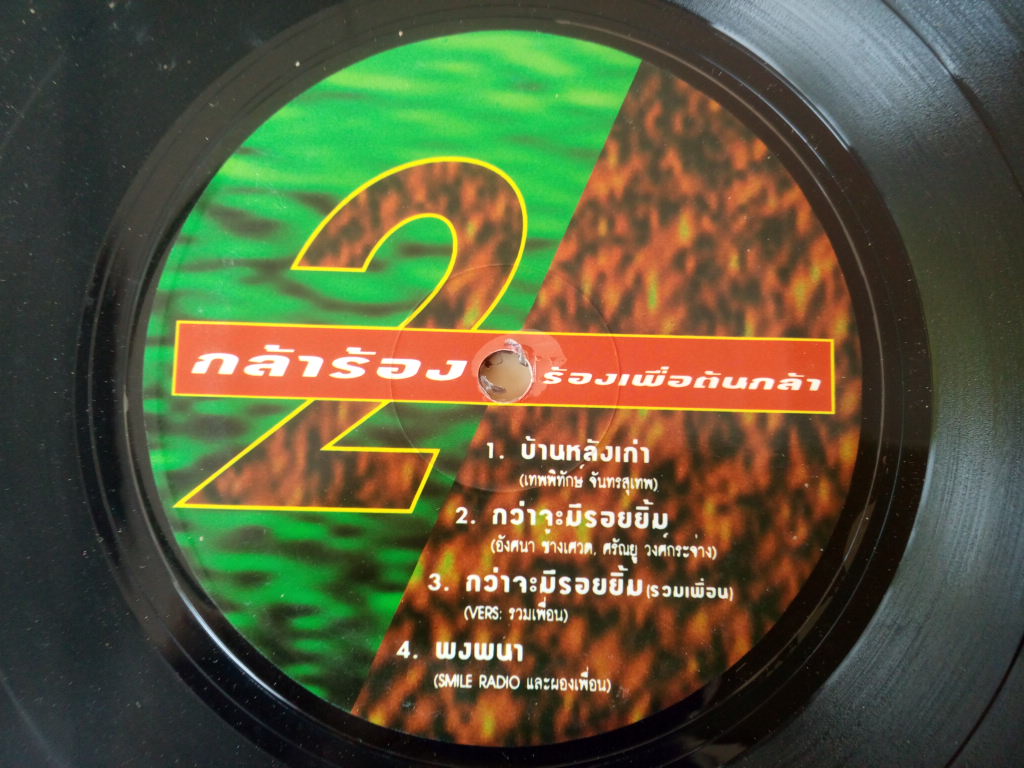 2
กล้าร้อง ร้องเพื่อต้นกล้า
1. บ้านหลังเก่า
(เทพพิทักษ์ จันทรสุเทพ)
2. กว่าจะมีรอยยิ้ม
(อังศนา ช่างเศวต, ศรัณยู วงศ์กระจ่าง)
3. กว่าจะมีรอยยิ้ม (รวมเพื่อน)
(VERS: รวมเพื่อน)
4. พงพนา
(SMILE RADIO และผองเพื่อน)